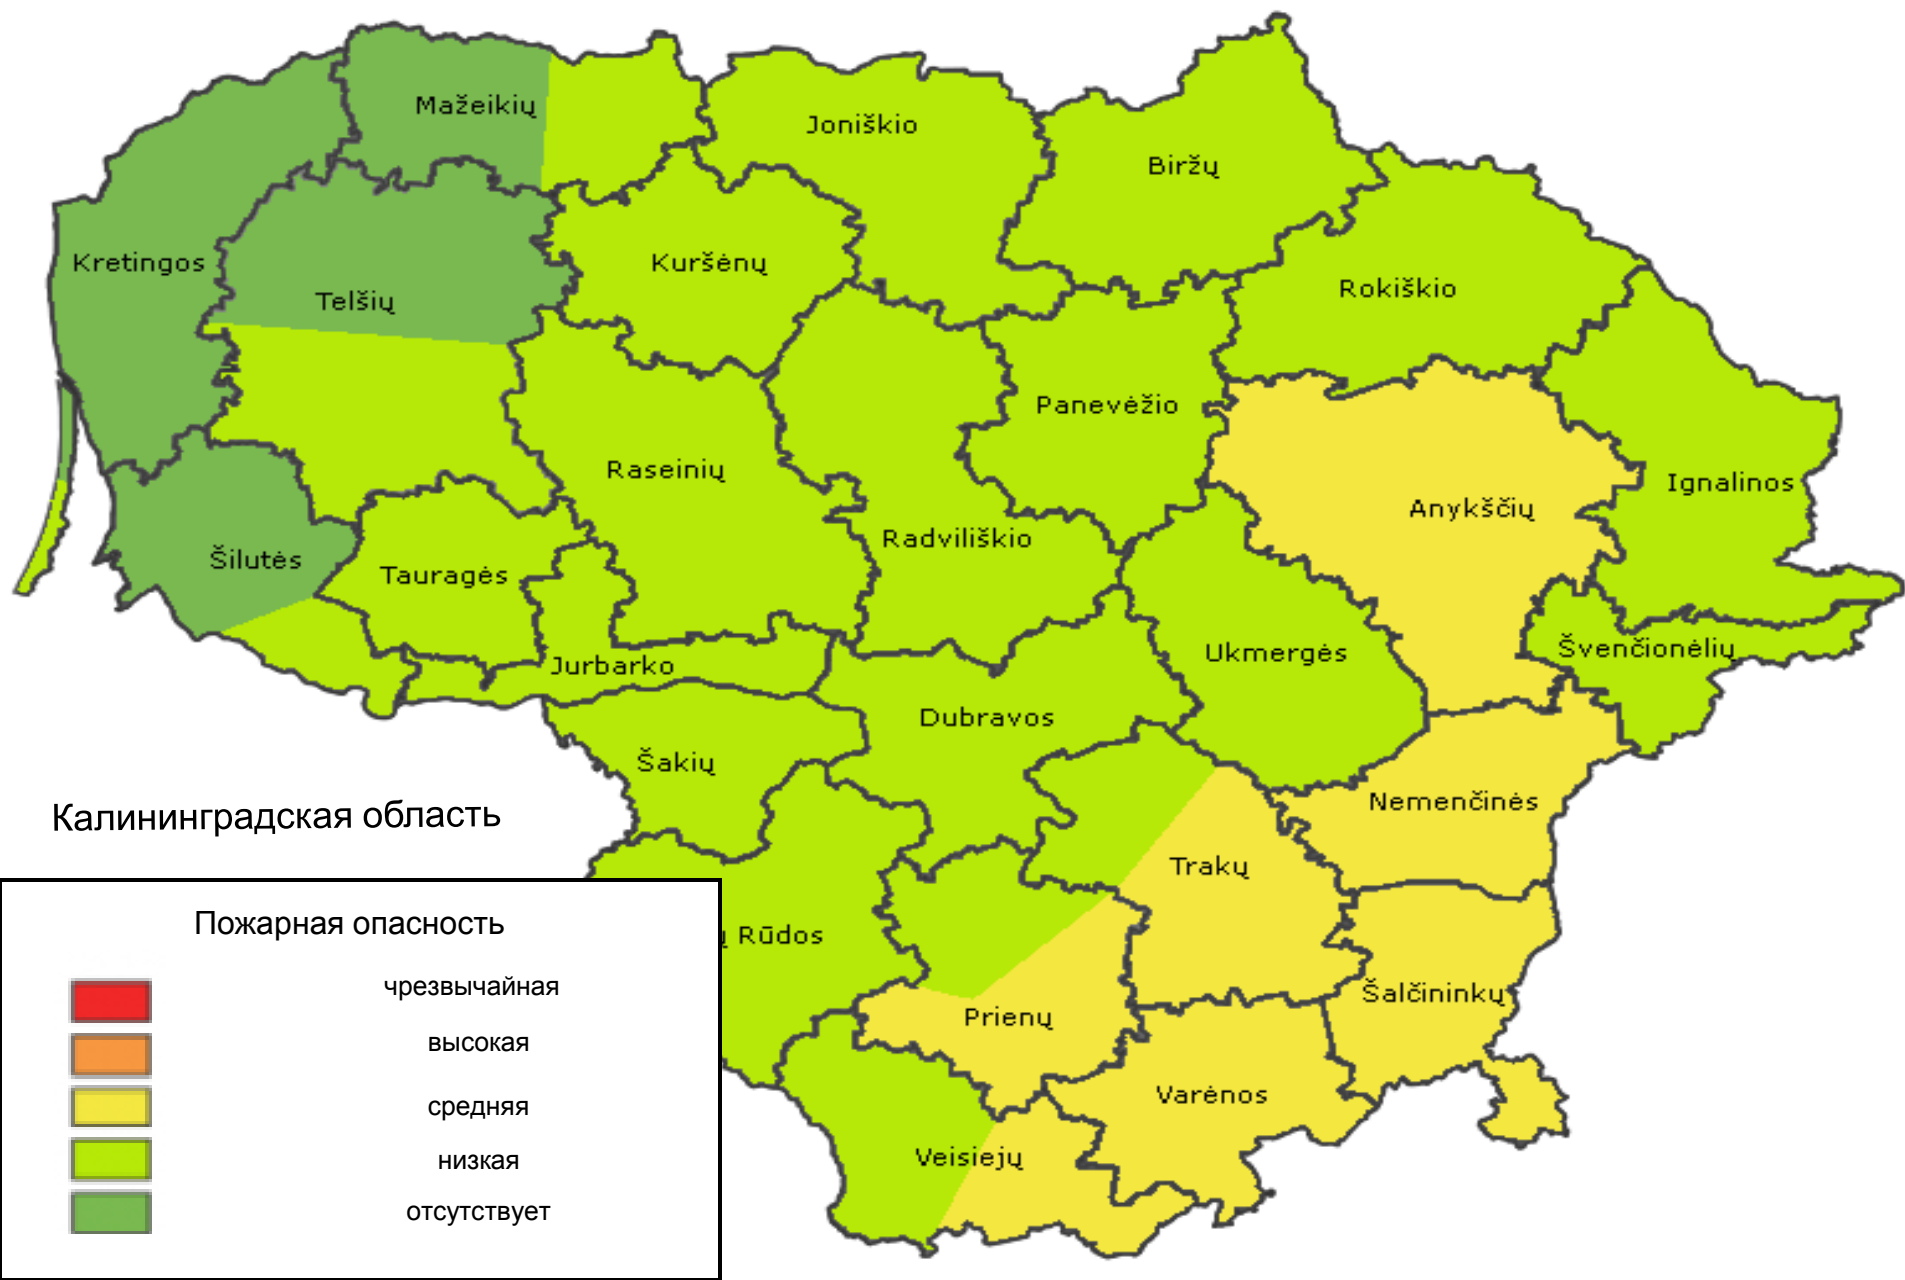 Mažeikių
Joniškio
Biržų
Kretingos
Telšių
Kuršėnų
Rokiškio
Panevėžio
Raseinių
Ignalinos
Anykščių
Radviliškio
Šilutės
Tauragės
Ukmergės
Švenčionėlių
Jurbarko
Dubravos
Šakių
Nemenčinės
Калининградская область
Trakų
ų Rūdos
Šalčininkų
Prienų
Varėnos
Veisiejų
Пожарная опасность
чрезвычайная
высокая
средняя
низкая
отсутствует